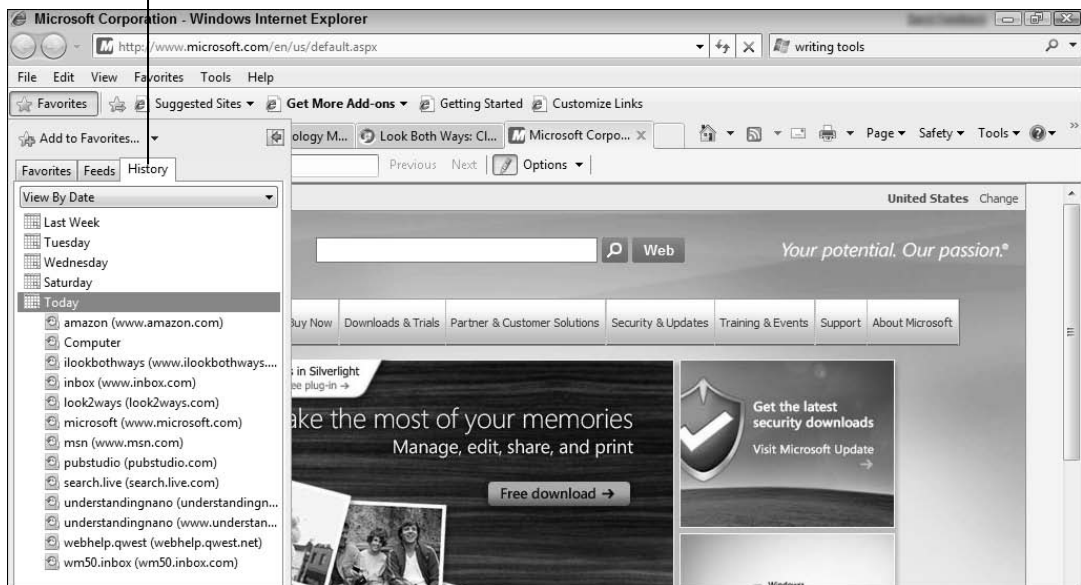 Microsoft Corporation - Windows Internet Explorer
http://www.microsoft.com/en/us/default.aspx
writing tools
File Edit View Favorites Tools Help
Favorites Suggested Sites Get More Add-ons Getting Started Customize Links
Add to Favorites...
ology M... Look Both Ways: Cl... Microsoft Corpo... Page Safety Tools
Previous Next Options
Favorites Feeds History
View By Date
Last Week
Tuesday
Wednesday
Saturday
Today
amazon (www.amazon.com)
Computer
ilookbothways (www.ilookbothways....
inbox (www.inbox.com)
look2ways (look2ways.com)
microsoft (www.microsoft.com)
msn (www.msn.com)
pubstudio (pubstudio.com)
search.live (search.live.com)
understandingnano (understandingn...
understandingnano (www.understan...
webhelp.qwest (webhelp.qwest.net)
wm50.inbox (wm50.inbox.com)
United States Change
Web
Your potential. Our passion.®
Buy Now Downloads & Trials Partner & Customer Solutions Security & Updates Training & Events Support About Microsoft
in Silverlight
ee plug-in →
ake the most of your memories
Manage, edit, share, and print
Free download →
Get the latest
security downloads
Visit Microsoft Update
→
Windows